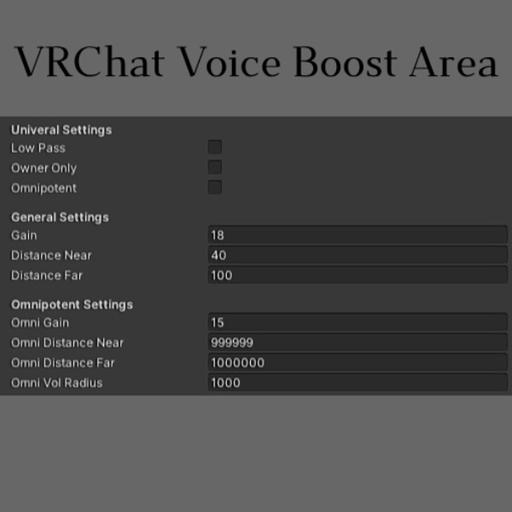 VRChat Voice Boost Area
Univeral Settings
Low Pass
Owner Only
Omnipotent
General Settings
Gain 18
Distance Near 40
Distance Far 100
Omnipotent Settings
Omni Gain 15
Omni Distance Near 999999
Omni Distance Far 1000000
Omni Vol Radius 1000